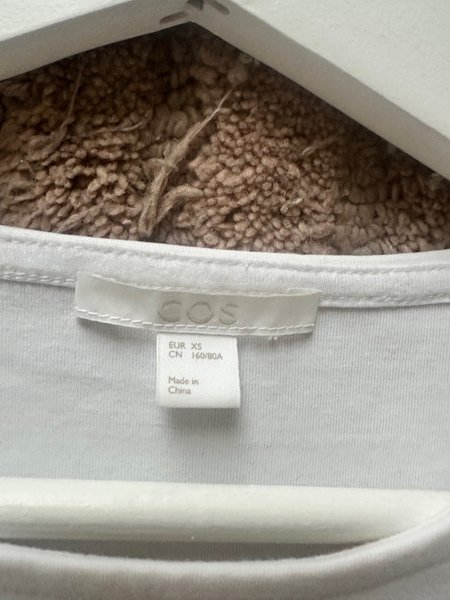 COS
EUR XS
CN 160/80A
Made in
China